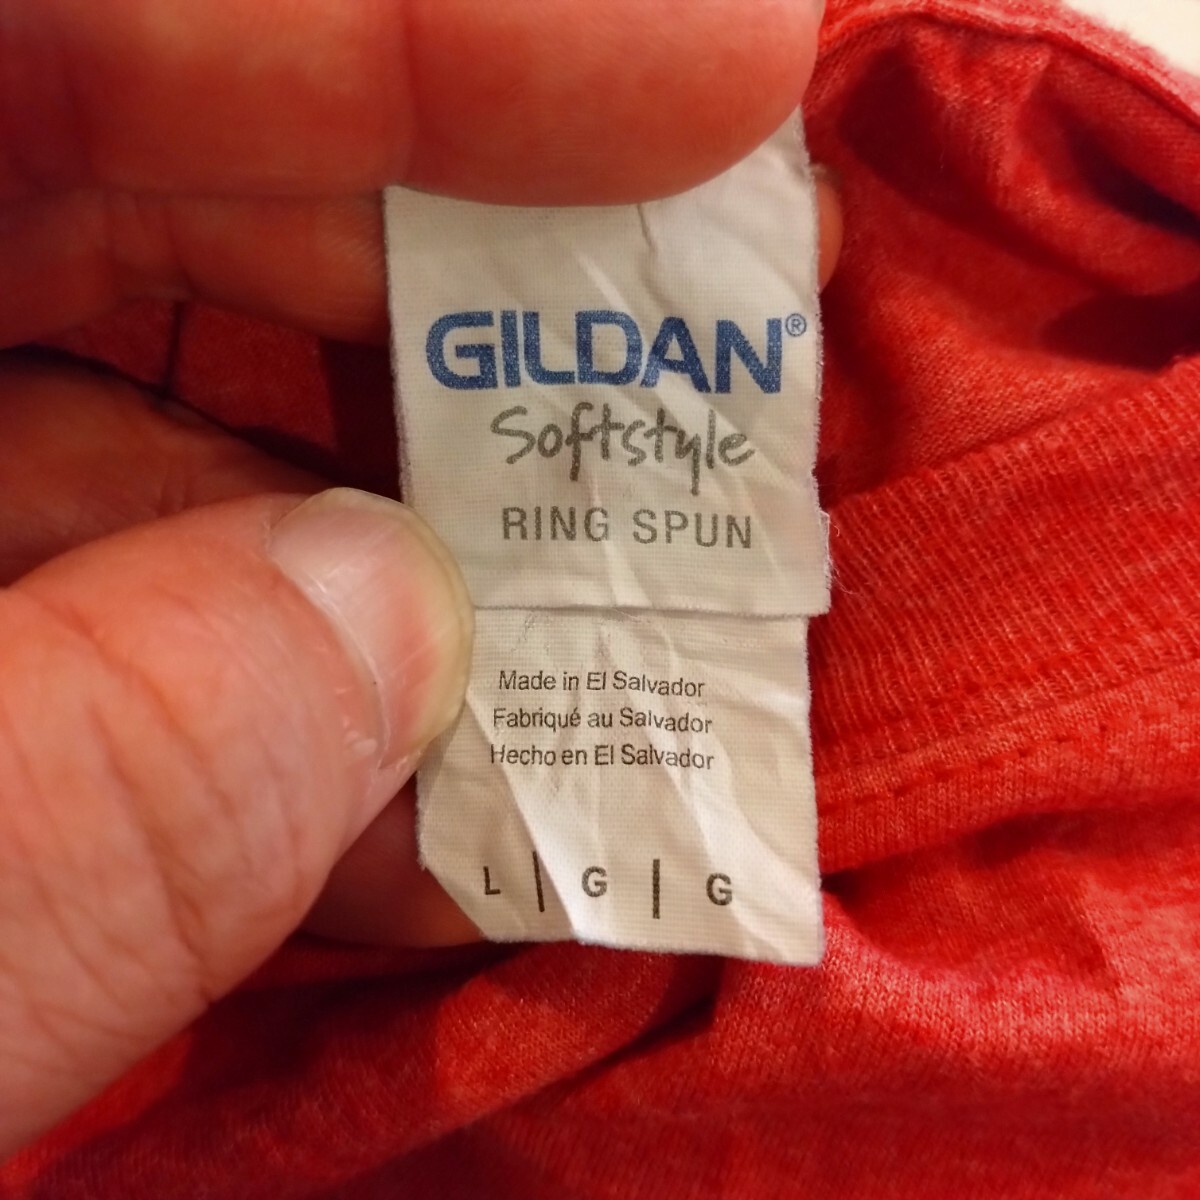 GILDAN®
Softstyle
RING SPUN
Made in El Salvador
Fabriqué au Salvador
Hecho en El Salvador
L | G | G